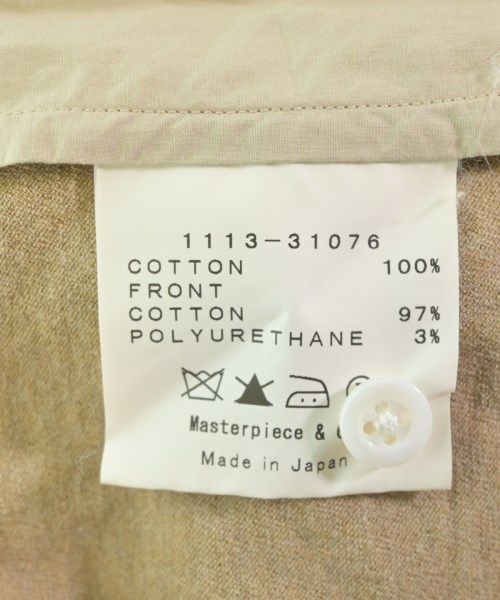 1113-31076
COTTON 100%
FRONT
COTTON 97%
POLYURETHANE 3%
Masterpiece &
Made in Japan